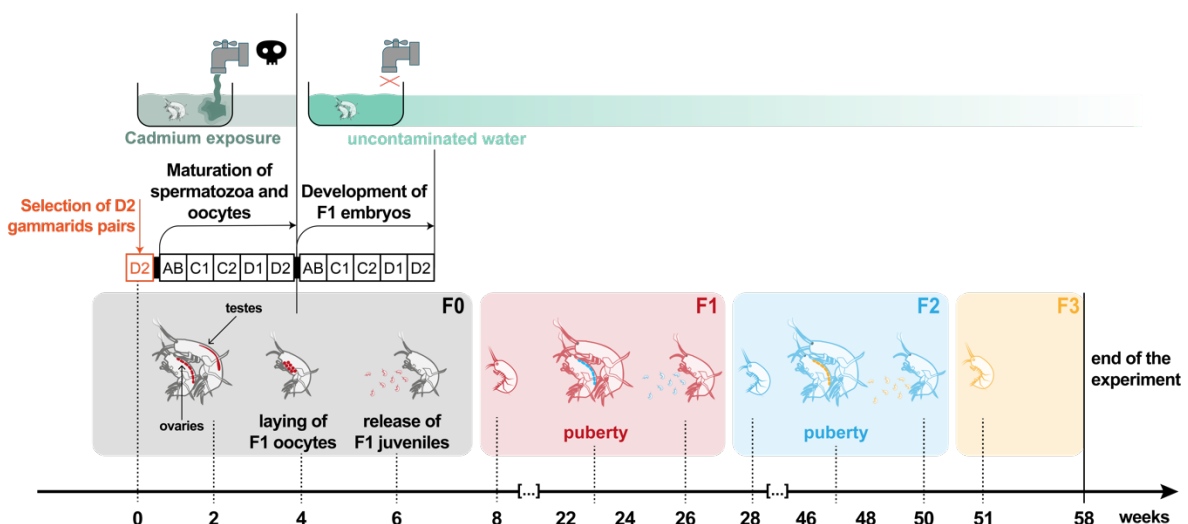 Cadmium exposure
uncontaminated water
Maturation of
spermatozoa and
oocytes
Development of
F1 embryos
Selection of D2
gammarids pairs
D2 AB C1 C2 D1 D2 AB C1 C2 D1 D2
F0
F1
F2
F3
testes
ovaries
laying of
F1 oocytes
release of
F1 juveniles
puberty
puberty
end of the
experiment
[...]
[...]
0 2 4 6 8 22 24 26 28 46 48 50 51 58 weeks